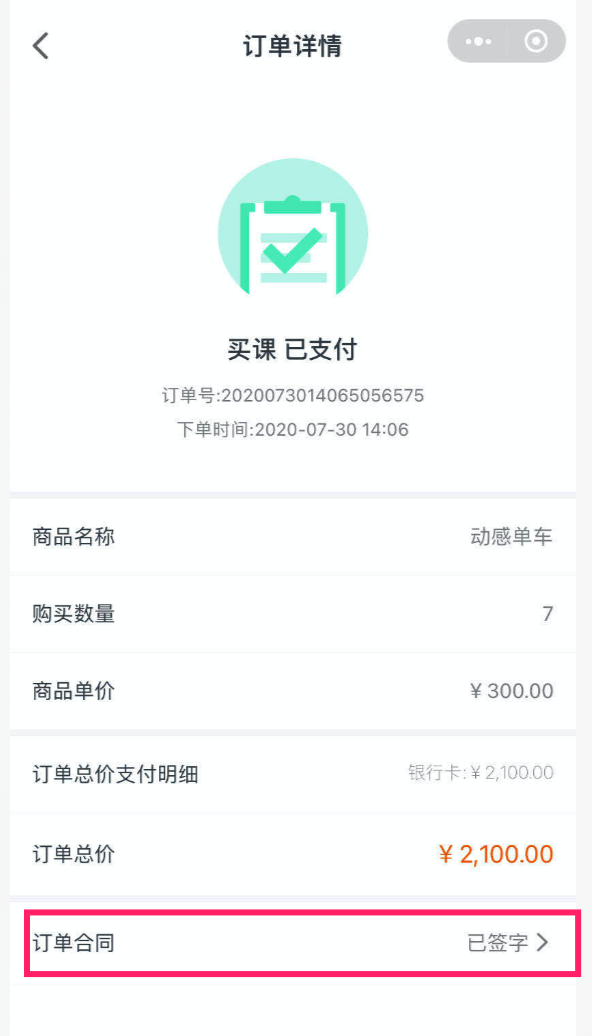 订单详情
买课 已支付
订单号:2020073014065056575
下单时间:2020-07-30 14:06
商品名称 动感单车
购买数量 7
商品单价 ¥ 300.00
订单总价支付明细 银行卡:¥ 2,100.00
订单总价 ¥ 2,100.00
订单合同 已签字